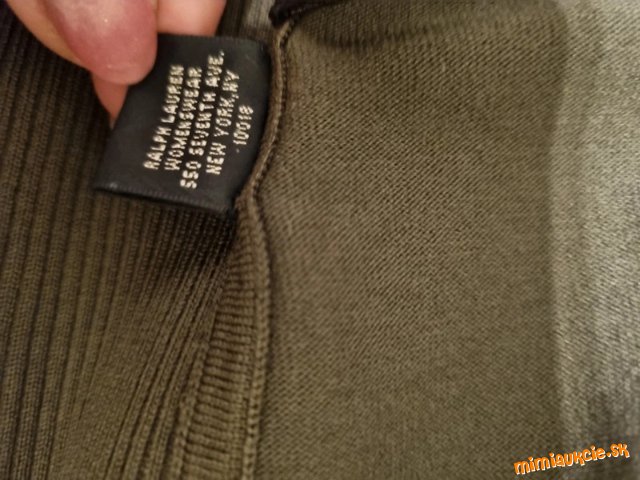 RALPH LAUREN
WOMENSWEAR
550 SEVENTH AVE.
NEW YORK, NY
10018
mimiaukcie.sk